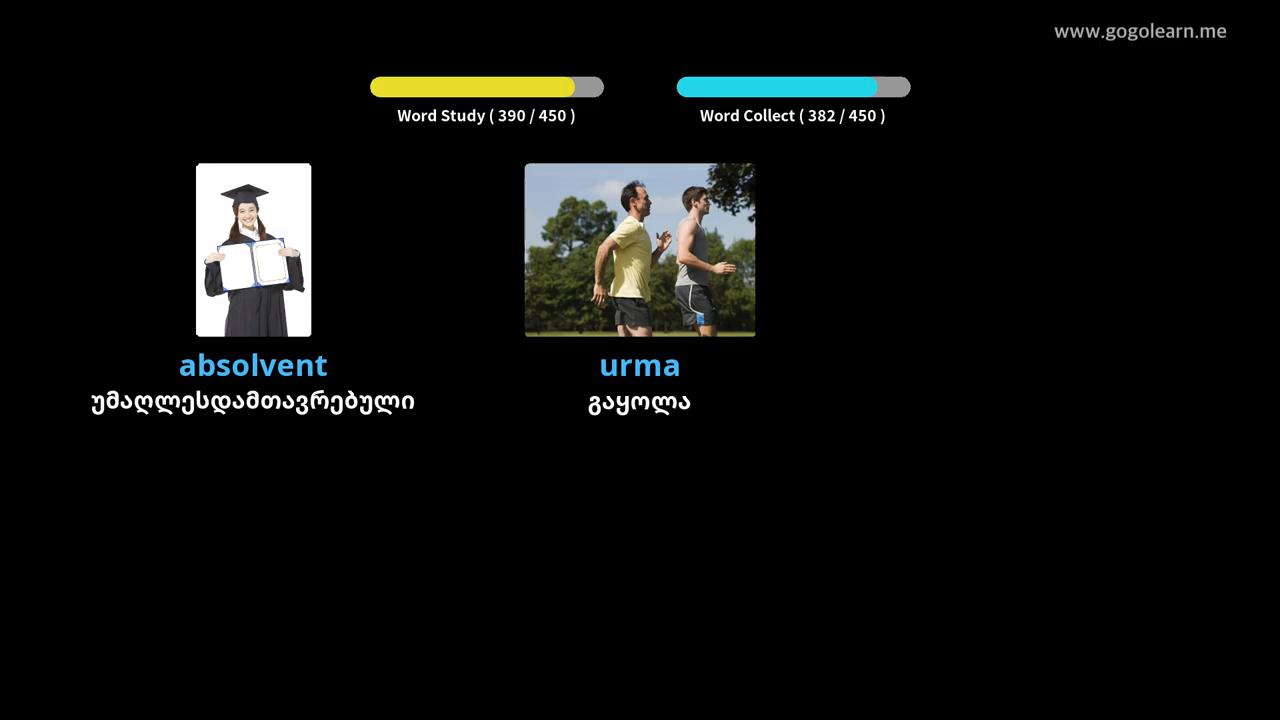 www.gogolearn.me
Word Study ( 390 / 450 )
Word Collect ( 382 / 450 )
absolvent
უმაღლესდამთავრებული
urma
გაყოლა